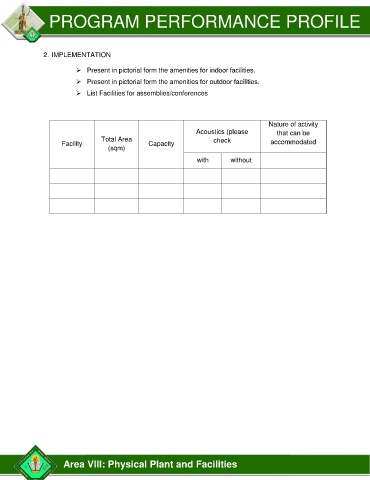 PROGRAM PERFORMANCE PROFILE
2. IMPLEMENTATION
➢ Present in pictorial form the amenities for indoor facilities.
➢ Present in pictorial form the amenities for outdoor facilities.
➢ List Facilities for assemblies/conferences
Facility
Total Area
(sqm)
Capacity
Acoustics (please
check
with
without
Nature of activity
that can be
accommodated
Area VIII: Physical Plant and Facilities